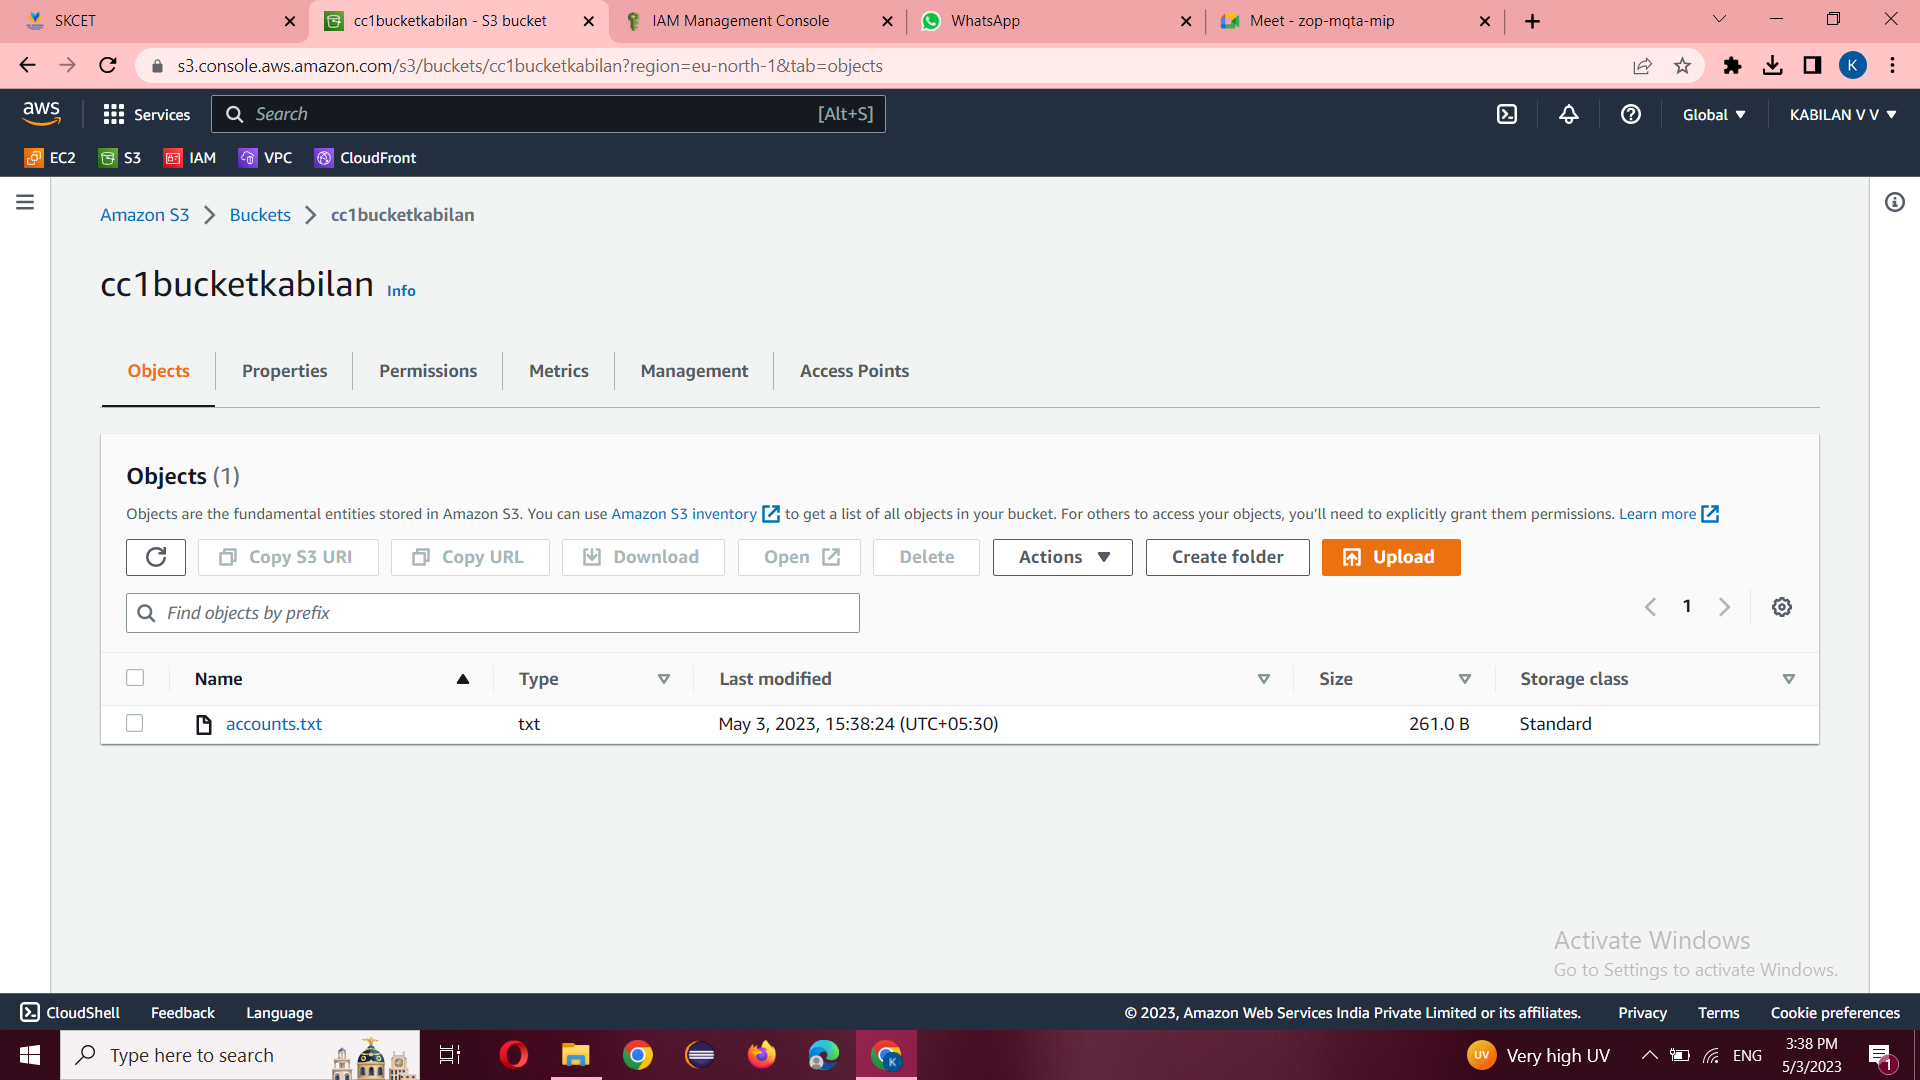 SKCET
cc1bucketkabilan - S3 bucket
IAM Management Console
WhatsApp
Meet - zop-mqta-mip
s3.console.aws.amazon.com/s3/buckets/cc1bucketkabilan?region=eu-north-1&tab=objects
K
aws
Services
Search
[Alt+S]
Global
KABILAN V V
EC2
S3
IAM
VPC
CloudFront
Amazon S3
Buckets
cc1bucketkabilan
cc1bucketkabilan Info
Objects
Properties
Permissions
Metrics
Management
Access Points
Objects (1)
Objects are the fundamental entities stored in Amazon S3. You can use Amazon S3 inventory to get a list of all objects in your bucket. For others to access your objects, you'll need to explicitly grant them permissions. Learn more
Copy S3 URI
Copy URL
Download
Open
Delete
Actions
Create folder
Upload
Find objects by prefix
1
Name
Type
Last modified
Size
Storage class
accounts.txt
txt
May 3, 2023, 15:38:24 (UTC+05:30)
261.0 B
Standard
Activate Windows
Go to Settings to activate Windows.
CloudShell
Feedback
Language
© 2023, Amazon Web Services India Private Limited or its affiliates.
Privacy
Terms
Cookie preferences
Type here to search
K
UV
Very high UV
ENG
3:38 PM
5/3/2023
1